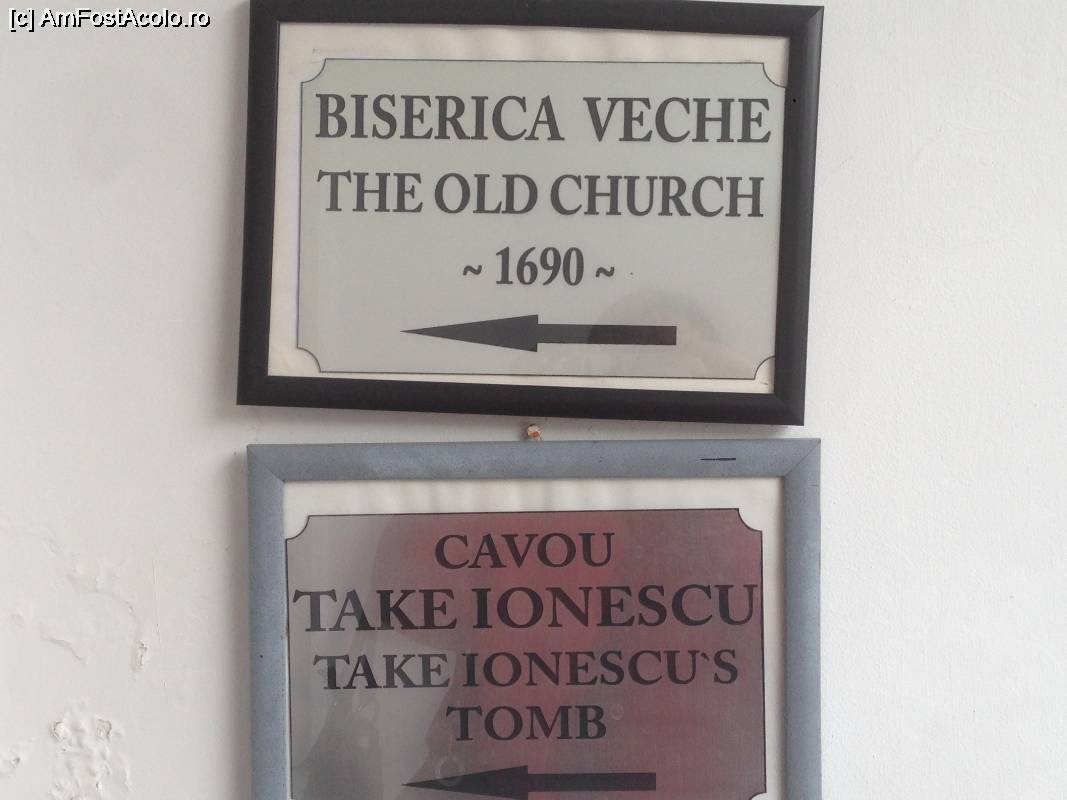 [c] AmFostAcolo.ro
BISERICA VECHE
THE OLD CHURCH
~ 1690 ~
CAVOU
TAKE IONESCU
TAKE IONESCU`S
TOMB